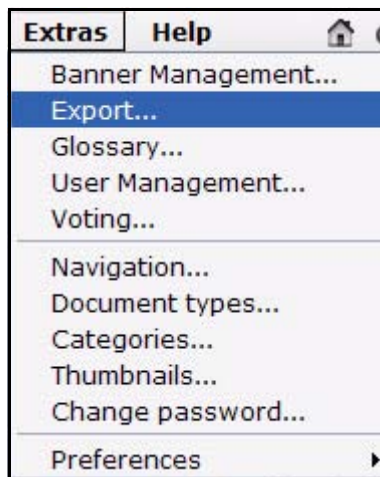 Extras Help
Banner Management...
Export...
Glossary...
User Management...
Voting...
Navigation...
Document types...
Categories...
Thumbnails...
Change password...
Preferences